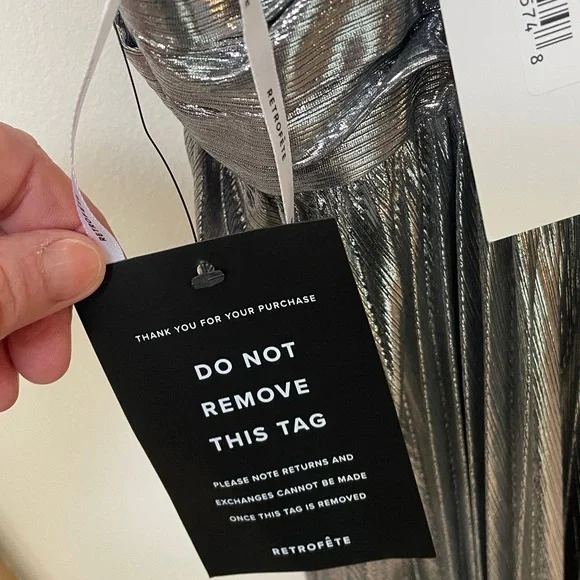 RETROFÊTE
5748
THANK YOU FOR YOUR PURCHASE
DO NOT
REMOVE
THIS TAG
PLEASE NOTE RETURNS AND
EXCHANGES CANNOT BE MADE
ONCE THIS TAG IS REMOVED
RETROFÊTE